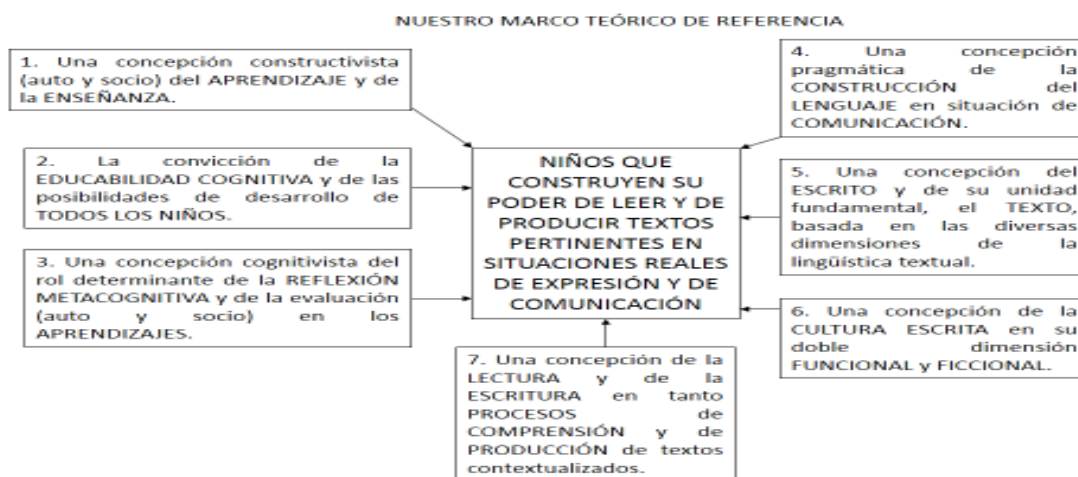 NUESTRO MARCO TEÓRICO DE REFERENCIA
1. Una concepción constructivista
(auto y socio) del APRENDIZAJE y de
la ENSEÑANZA.
2. La convicción de la
EDUCABILIDAD COGNITIVA y de las
posibilidades de desarrollo de
TODOS LOS NIÑOS.
3. Una concepción cognitivista del
rol determinante de la REFLEXIÓN
METACOGNITIVA y de la evaluación
(auto y socio) en los
APRENDIZAJES.
NIÑOS QUE
CONSTRUYEN SU
PODER DE LEER Y DE
PRODUCIR TEXTOS
PERTINENTES EN
SITUACIONES REALES
DE EXPRESIÓN Y DE
COMUNICACIÓN
4. Una concepción
pragmática de la
CONSTRUCCIÓN del
LENGUAJE en situación de
COMUNICACIÓN.
5. Una concepción del
ESCRITO y de su unidad
fundamental, el TEXTO,
basada en las diversas
dimensiones de la
lingüística textual.
6. Una concepción de la
CULTURA ESCRITA en su
doble dimensión
FUNCIONAL y FICCIONAL.
7. Una concepción de la
LECTURA y de la
ESCRITURA en tanto
PROCESOS de
COMPRENSIÓN y de
PRODUCCIÓN de textos
contextualizados.